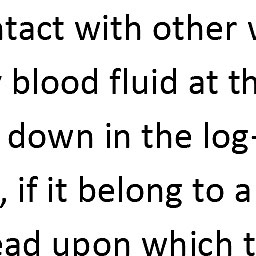 ntact with other v
y blood fluid at th
down in the log-
, if it belong to a
ead upon which t